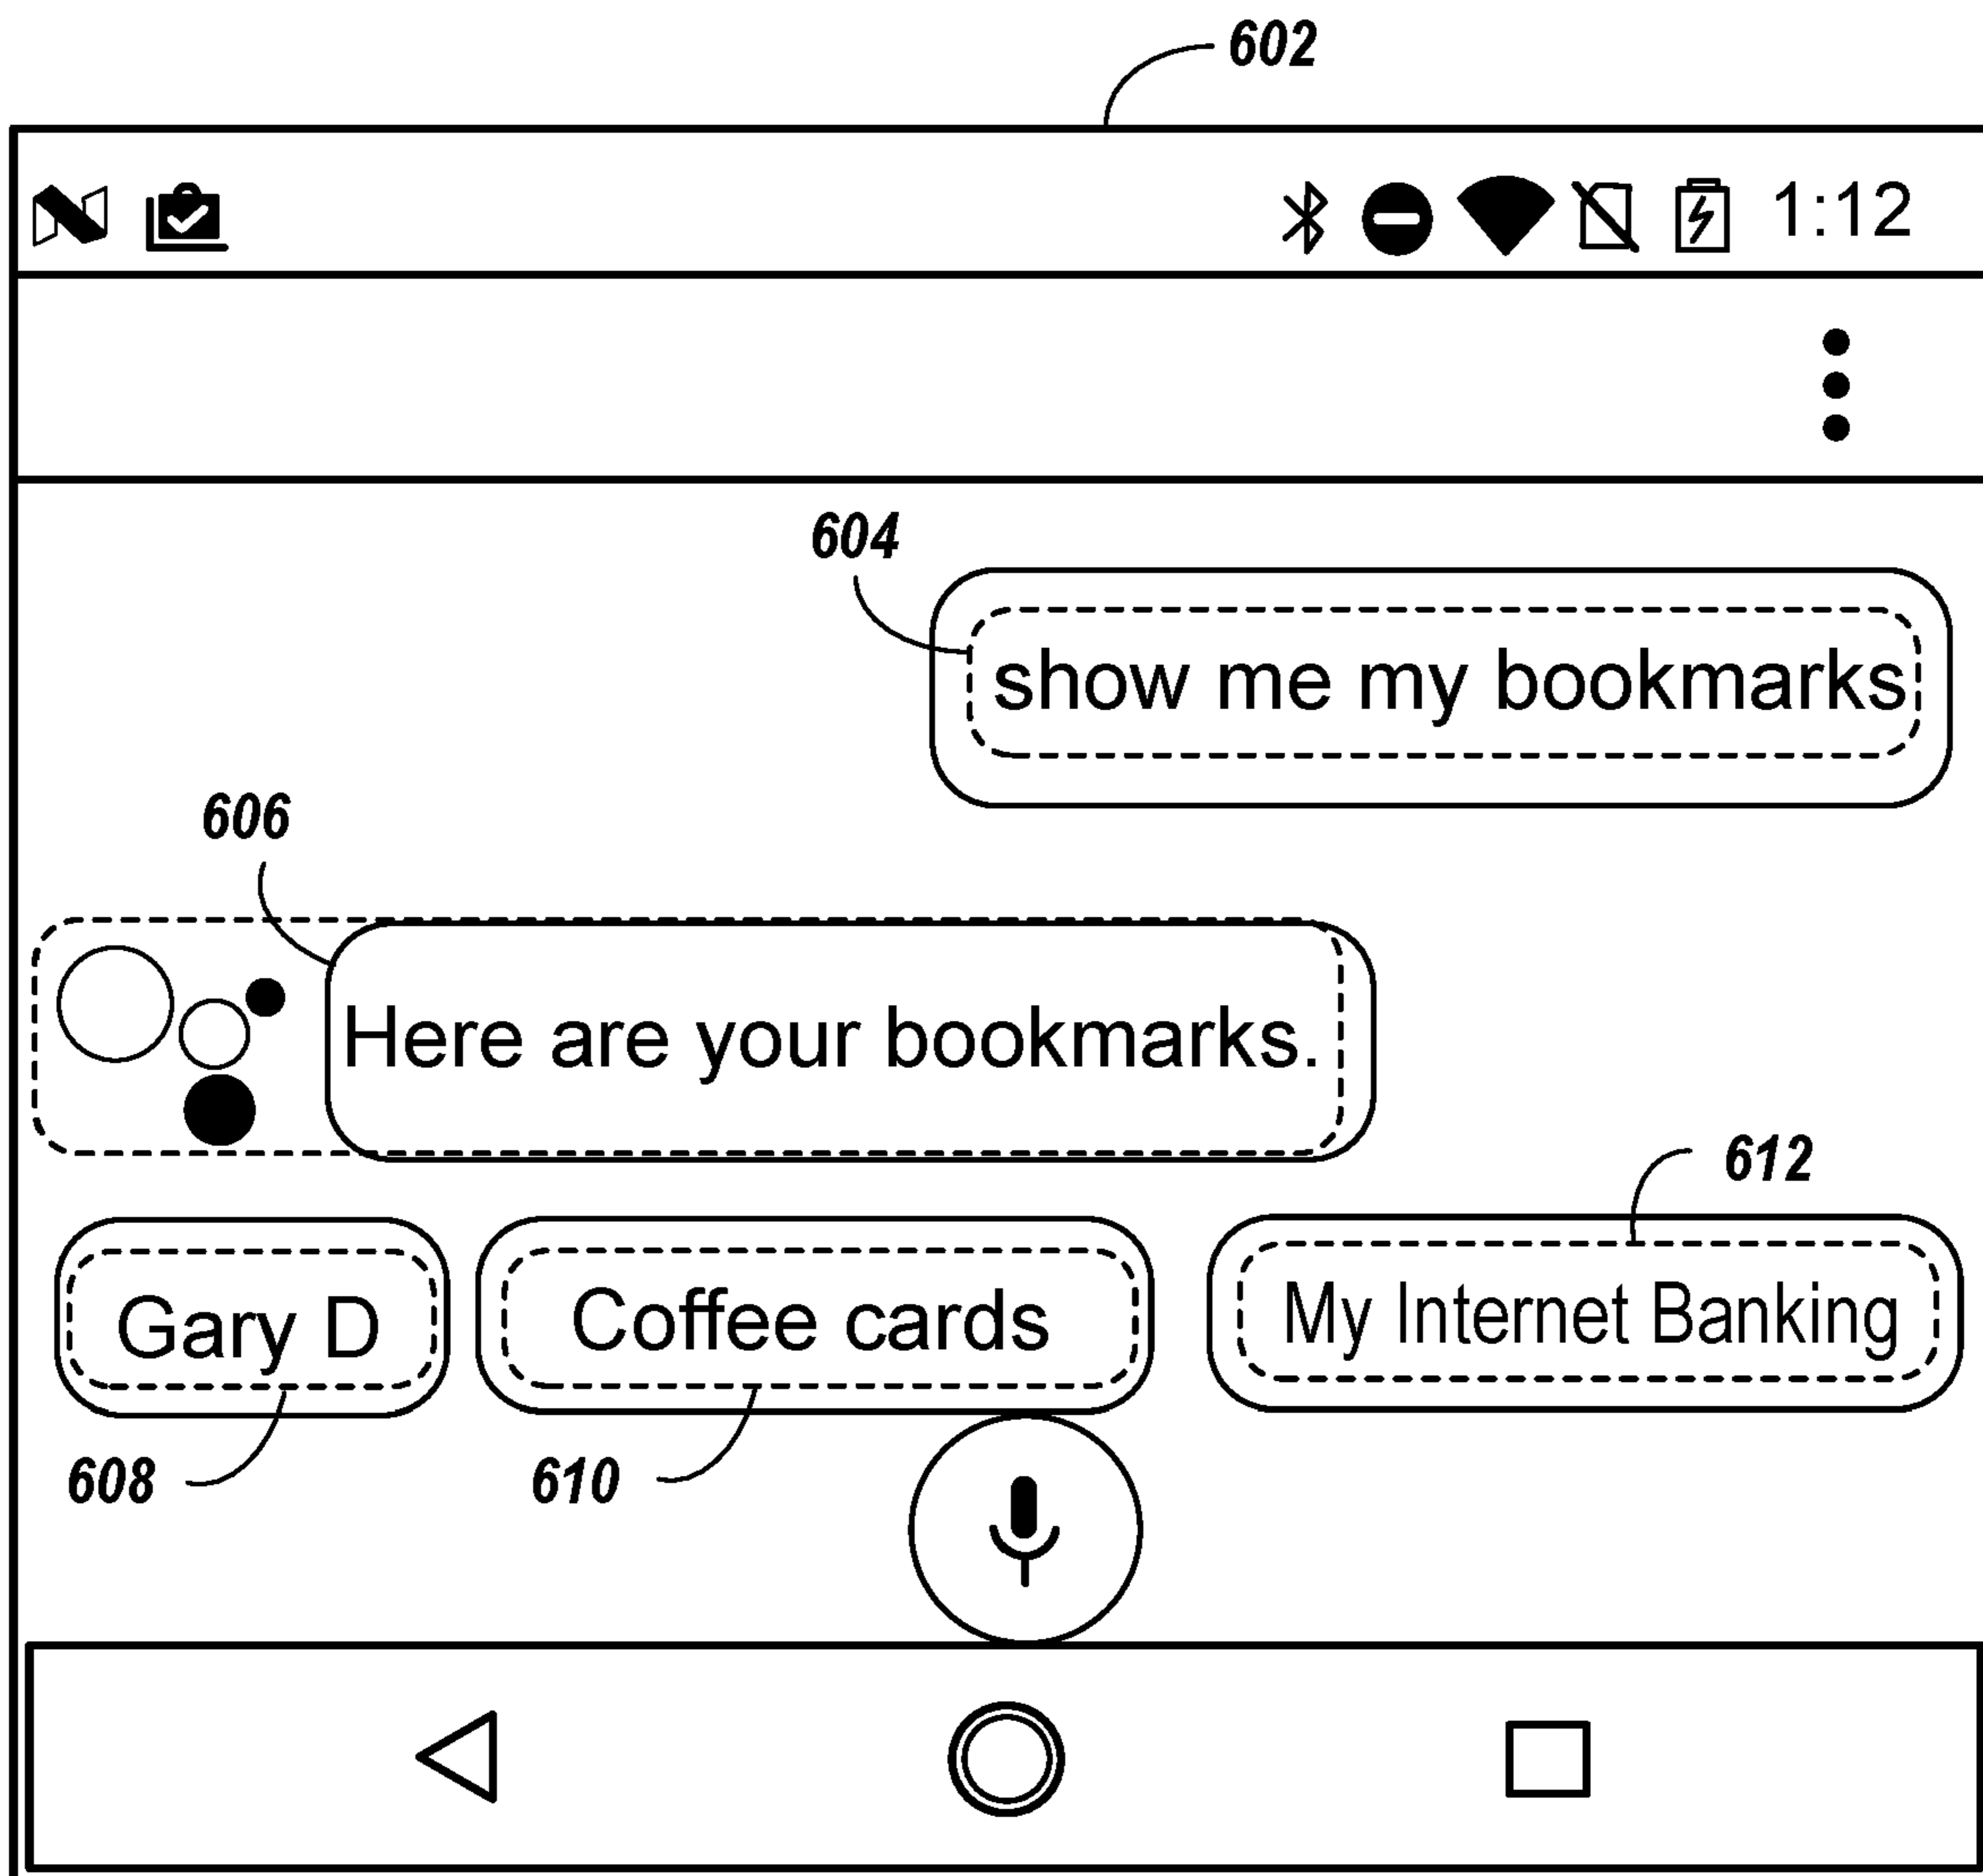 602
1:12
604
show me my bookmarks
606
Here are your bookmarks.
612
Gary D
Coffee cards
My Internet Banking
608
610